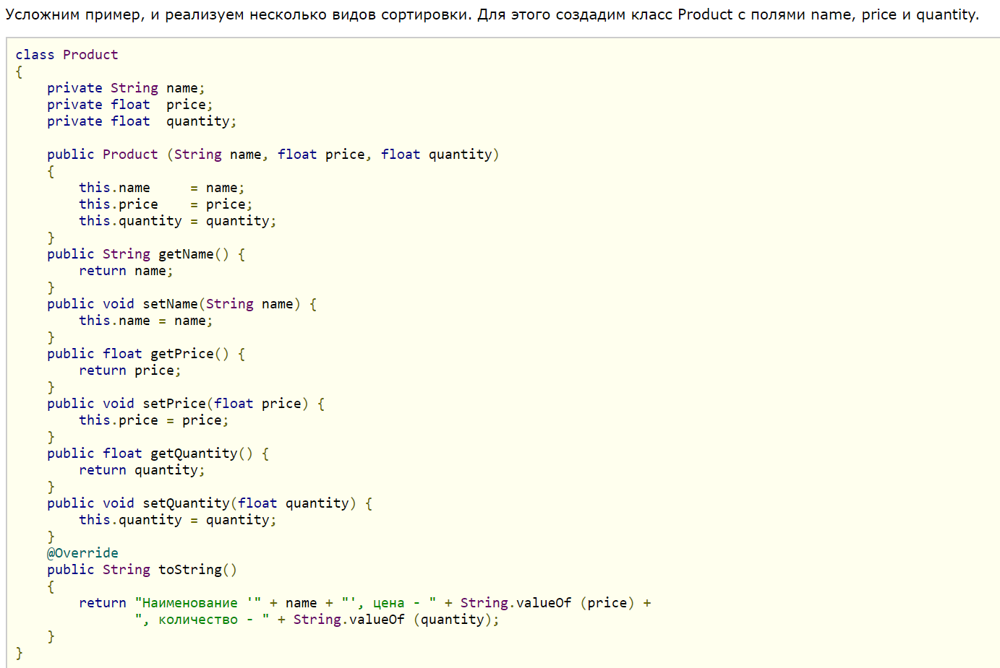 Усложним пример, и реализуем несколько видов сортировки. Для этого создадим класс Product с полями name, price и quantity.
class Product
{
    private String name;
    private float  price;
    private float  quantity;

    public Product (String name, float price, float quantity)
    {
        this.name     = name;
        this.price    = price;
        this.quantity = quantity;
    }
    public String getName() {
        return name;
    }
    public void setName(String name) {
        this.name = name;
    }
    public float getPrice() {
        return price;
    }
    public void setPrice(float price) {
        this.price = price;
    }
    public float getQuantity() {
        return quantity;
    }
    public void setQuantity(float quantity) {
        this.quantity = quantity;
    }
    @Override
    public String toString()
    {
        return "Наименование '" + name + "', цена - " + String.valueOf (price) +
               ", количество - " + String.valueOf (quantity);
    }
}